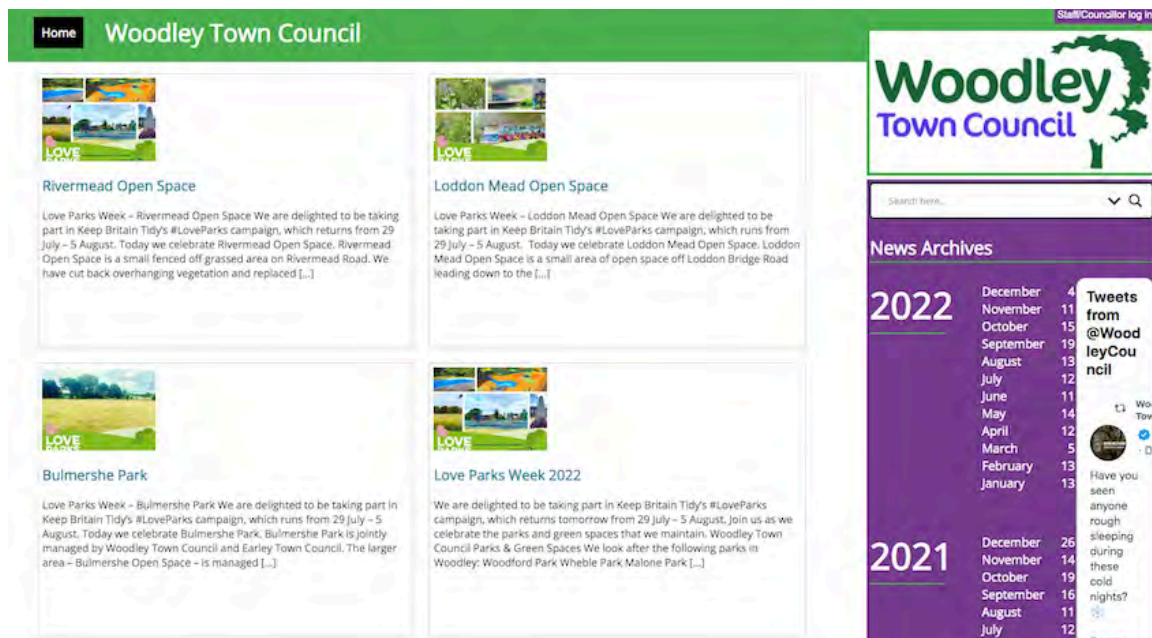 Staff/Councillor log in
Home
Woodley Town Council
Woodley
Town Council
LOVE
Rivermead Open Space
Love Parks Week – Rivermead Open Space We are delighted to be taking
part in Keep Britain Tidy's #LoveParks campaign, which returns from 29
July – 5 August. Today we celebrate Rivermead Open Space. Rivermead
Open Space is a small fenced off grassed area on Rivermead Road. We
have cut back overhanging vegetation and replaced [...]
LOVE
Loddon Mead Open Space
Love Parks Week – Loddon Mead Open Space We are delighted to be
taking part in Keep Britain Tidy's #LoveParks campaign, which runs from
29 July – 5 August. Today we celebrate Loddon Mead Open Space. Loddon
Mead Open Space is a small area of open space off Loddon Bridge Road
leading down to the [...]
LOVE
Bulmershe Park
Love Parks Week – Bulmershe Park We are delighted to be taking part in
Keep Britain Tidy's #LoveParks campaign, which runs from 29 July – 5
August. Today we celebrate Bulmershe Park. Bulmershe Park is jointly
managed by Woodley Town Council and Earley Town Council. The larger
area – Bulmershe Open Space – is managed [...]
LOVE
Love Parks Week 2022
We are delighted to be taking part in Keep Britain Tidy's #LoveParks
campaign, which returns tomorrow from 29 July – 5 August. Join us as we
celebrate the parks and green spaces that we maintain. Woodley Town
Council Parks & Green Spaces We look after the following parks in
Woodley: Woodford Park Wheble Park Malone Park [...]
Search here...
News Archives
2022
December 4
November 11
October 15
September 19
August 13
July 12
June 11
May 14
April 12
March 5
February 13
January 13
2021
December 26
November 14
October 19
September 16
August 11
July 12
Tweets
from
@Wood
leyCou
ncil
Woo
Tow
· D
Have you
seen
anyone
rough
sleeping
during
these
cold
nights?